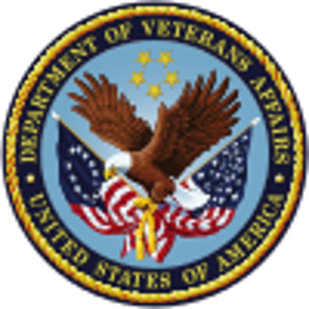 DEPARTMENT OF VETERANS AFFAIRS
UNITED STATES OF AMERICA